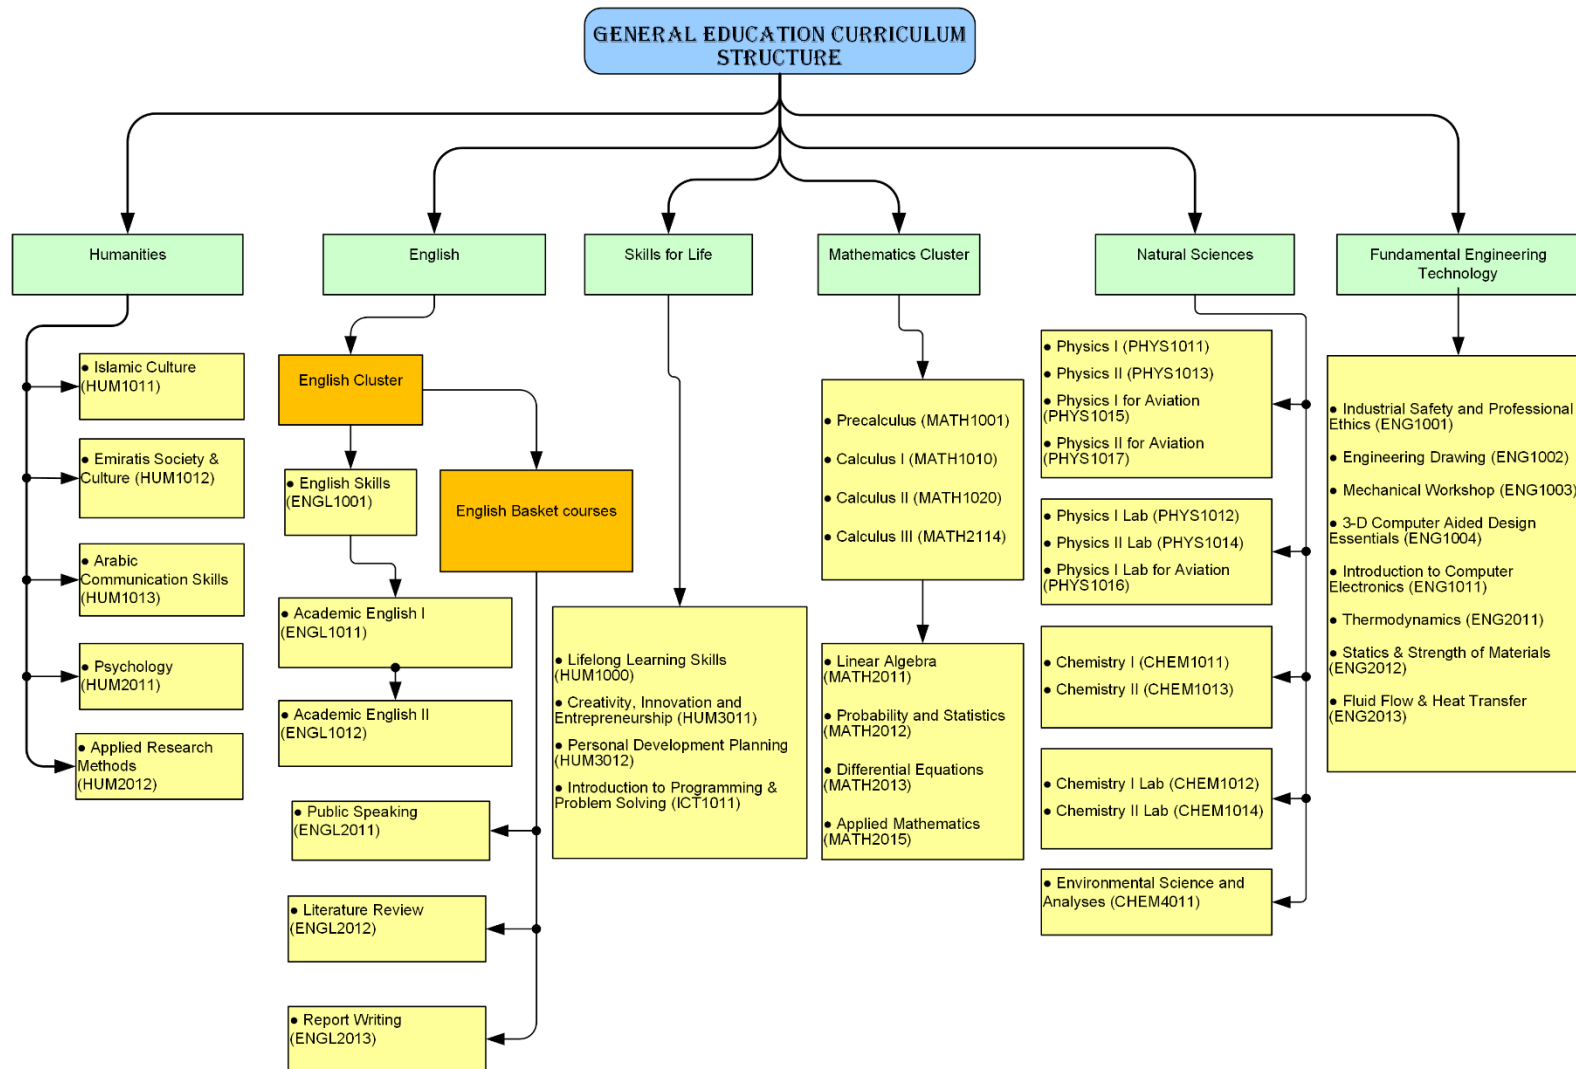 GENERAL EDUCATION CURRICULUM
STRUCTURE
Humanities
English
Skills for Life
Mathematics Cluster
Natural Sciences
Fundamental Engineering
Technology
● Islamic Culture
(HUM1011)
● Emiratis Society &
Culture (HUM1012)
● Arabic
Communication Skills
(HUM1013)
● Psychology
(HUM2011)
● Applied Research
Methods
(HUM2012)
English Cluster
● English Skills
(ENGL1001)
English Basket courses
● Academic English I
(ENGL1011)
● Academic English II
(ENGL1012)
● Public Speaking
(ENGL2011)
● Literature Review
(ENGL2012)
● Report Writing
(ENGL2013)
● Lifelong Learning Skills
(HUM1000)
● Creativity, Innovation and
Entrepreneurship (HUM3011)
● Personal Development Planning
(HUM3012)
● Introduction to Programming &
Problem Solving (ICT1011)
● Precalculus (MATH1001)
● Calculus I (MATH1010)
● Calculus II (MATH1020)
● Calculus III (MATH2114)
● Linear Algebra
(MATH2011)
● Probability and Statistics
(MATH2012)
● Differential Equations
(MATH2013)
● Applied Mathematics
(MATH2015)
● Physics I (PHYS1011)
● Physics II (PHYS1013)
● Physics I for Aviation
(PHYS1015)
● Physics II for Aviation
(PHYS1017)
● Physics I Lab (PHYS1012)
● Physics II Lab (PHYS1014)
● Physics I Lab for Aviation
(PHYS1016)
● Chemistry I (CHEM1011)
● Chemistry II (CHEM1013)
● Chemistry I Lab (CHEM1012)
● Chemistry II Lab (CHEM1014)
● Environmental Science and
Analyses (CHEM4011)
● Industrial Safety and Professional
Ethics (ENG1001)
● Engineering Drawing (ENG1002)
● Mechanical Workshop (ENG1003)
● 3-D Computer Aided Design
Essentials (ENG1004)
● Introduction to Computer
Electronics (ENG1011)
● Thermodynamics (ENG2011)
● Statics & Strength of Materials
(ENG2012)
● Fluid Flow & Heat Transfer
(ENG2013)